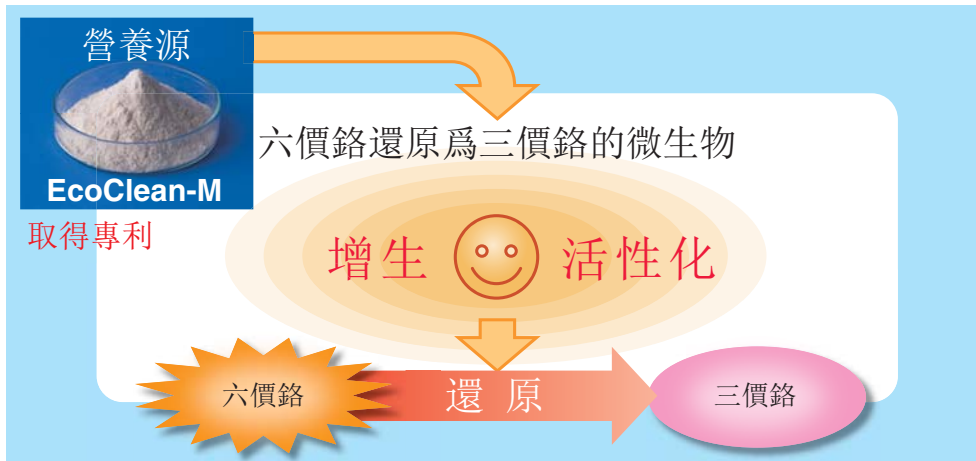 營養源
EcoClean-M
取得專利
六價鉻還原爲三價鉻的微生物
增生 活性化
六價鉻 還原 三價鉻